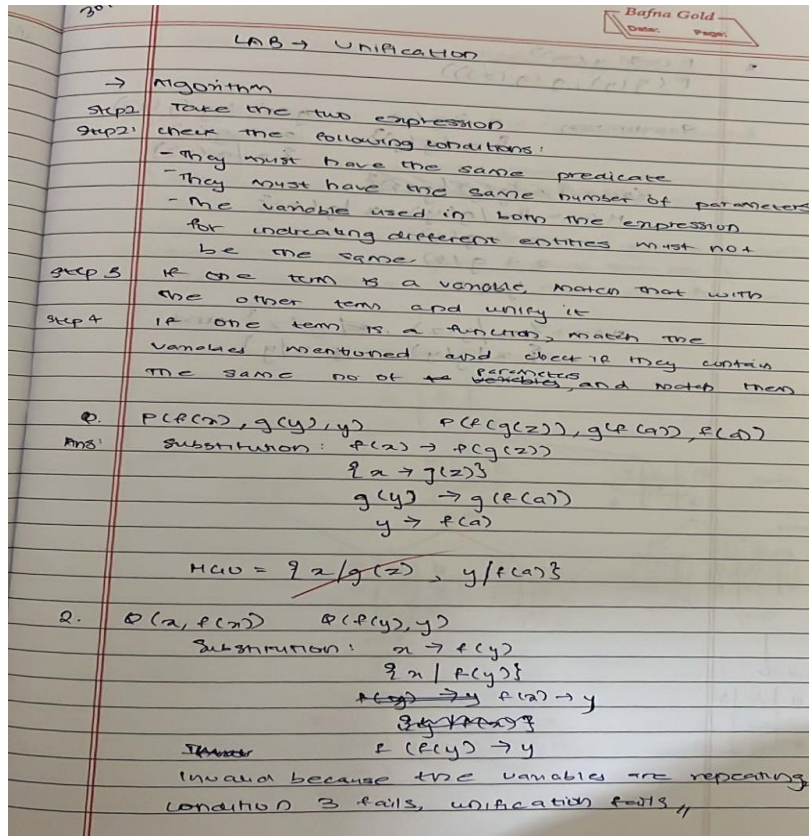 30
Bafna Gold
Date: Page:
LAB → Unification
→ Algorithm
Step2 Take the two expression
Step2: check the following conditions:
- They must have the same predicate
- They must have the same number of parameters
- The variable used in both the expression
for indicating different entities must not
be the same.
Step 3 If one term is a variable, match that with
the other term and unify it
Step 4 If one term is a function, match the
variables mentioned and check if they contain
the same no of parameters, and match them
Q. P(f(x), g(y), y) P(f(g(z)), g(f(a)), f(a))
Ans: Substitution: f(x) → f(g(z))
{x → g(z)}
g(y) → g(f(a))
y → f(a)
MGU = {x/g(z), y/f(a)}
2. Q(x, f(x)) Q(f(y), y)
Substitution: x → f(y)
{x | f(y)}
f(x) → y
f(f(y)) → y
Invalid because the variables are repeating,
condition 3 fails, unification fails //